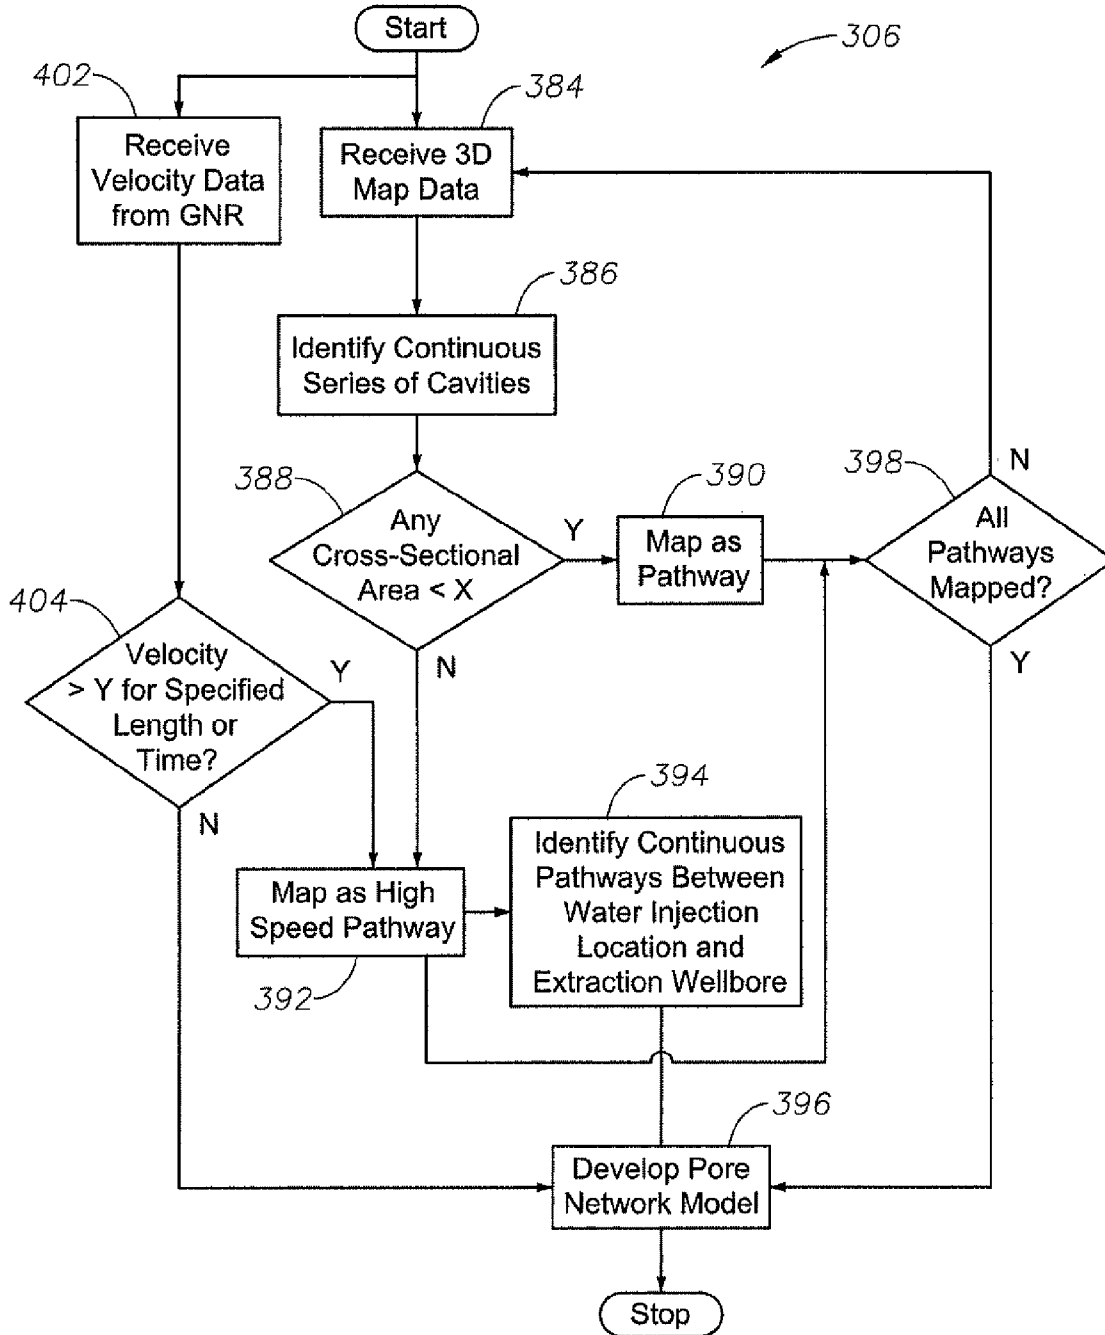 Start
306
402
384
Receive
Velocity Data
from GNR
Receive 3D
Map Data
386
Identify Continuous
Series of Cavities
388
Any
Cross-Sectional
Area < X
Y
N
390
Map as
Pathway
398
All
Pathways
Mapped?
N
Y
404
Velocity
> Y for Specified
Length or
Time?
Y
N
394
Identify Continuous
Pathways Between
Water Injection
Location and
Extraction Wellbore
Map as High
Speed Pathway
392
396
Develop Pore
Network Model
Stop